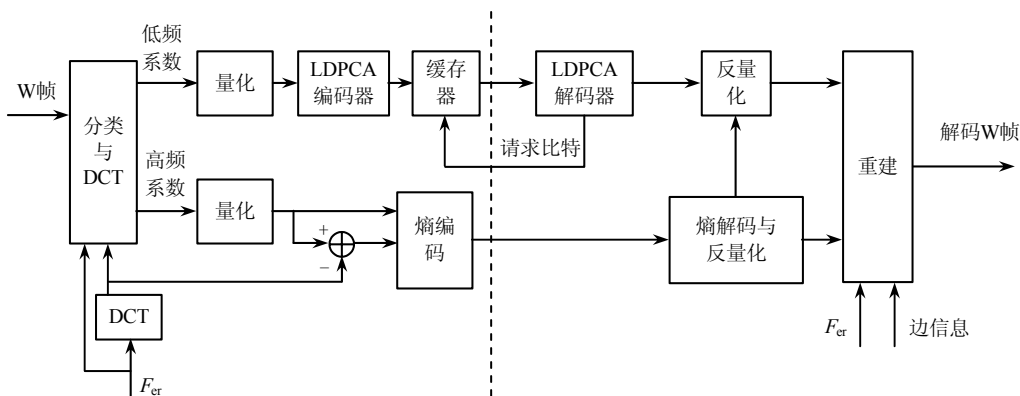 W帧
分类
与
DCT
低频
系数
量化
LDPCA
编码器
缓存
器
LDPCA
解码器
请求比特
反量
化
重建
解码W帧
高频
系数
量化
+
−
熵编
码
熵解码与
反量化
DCT
Fer
Fer
边信息